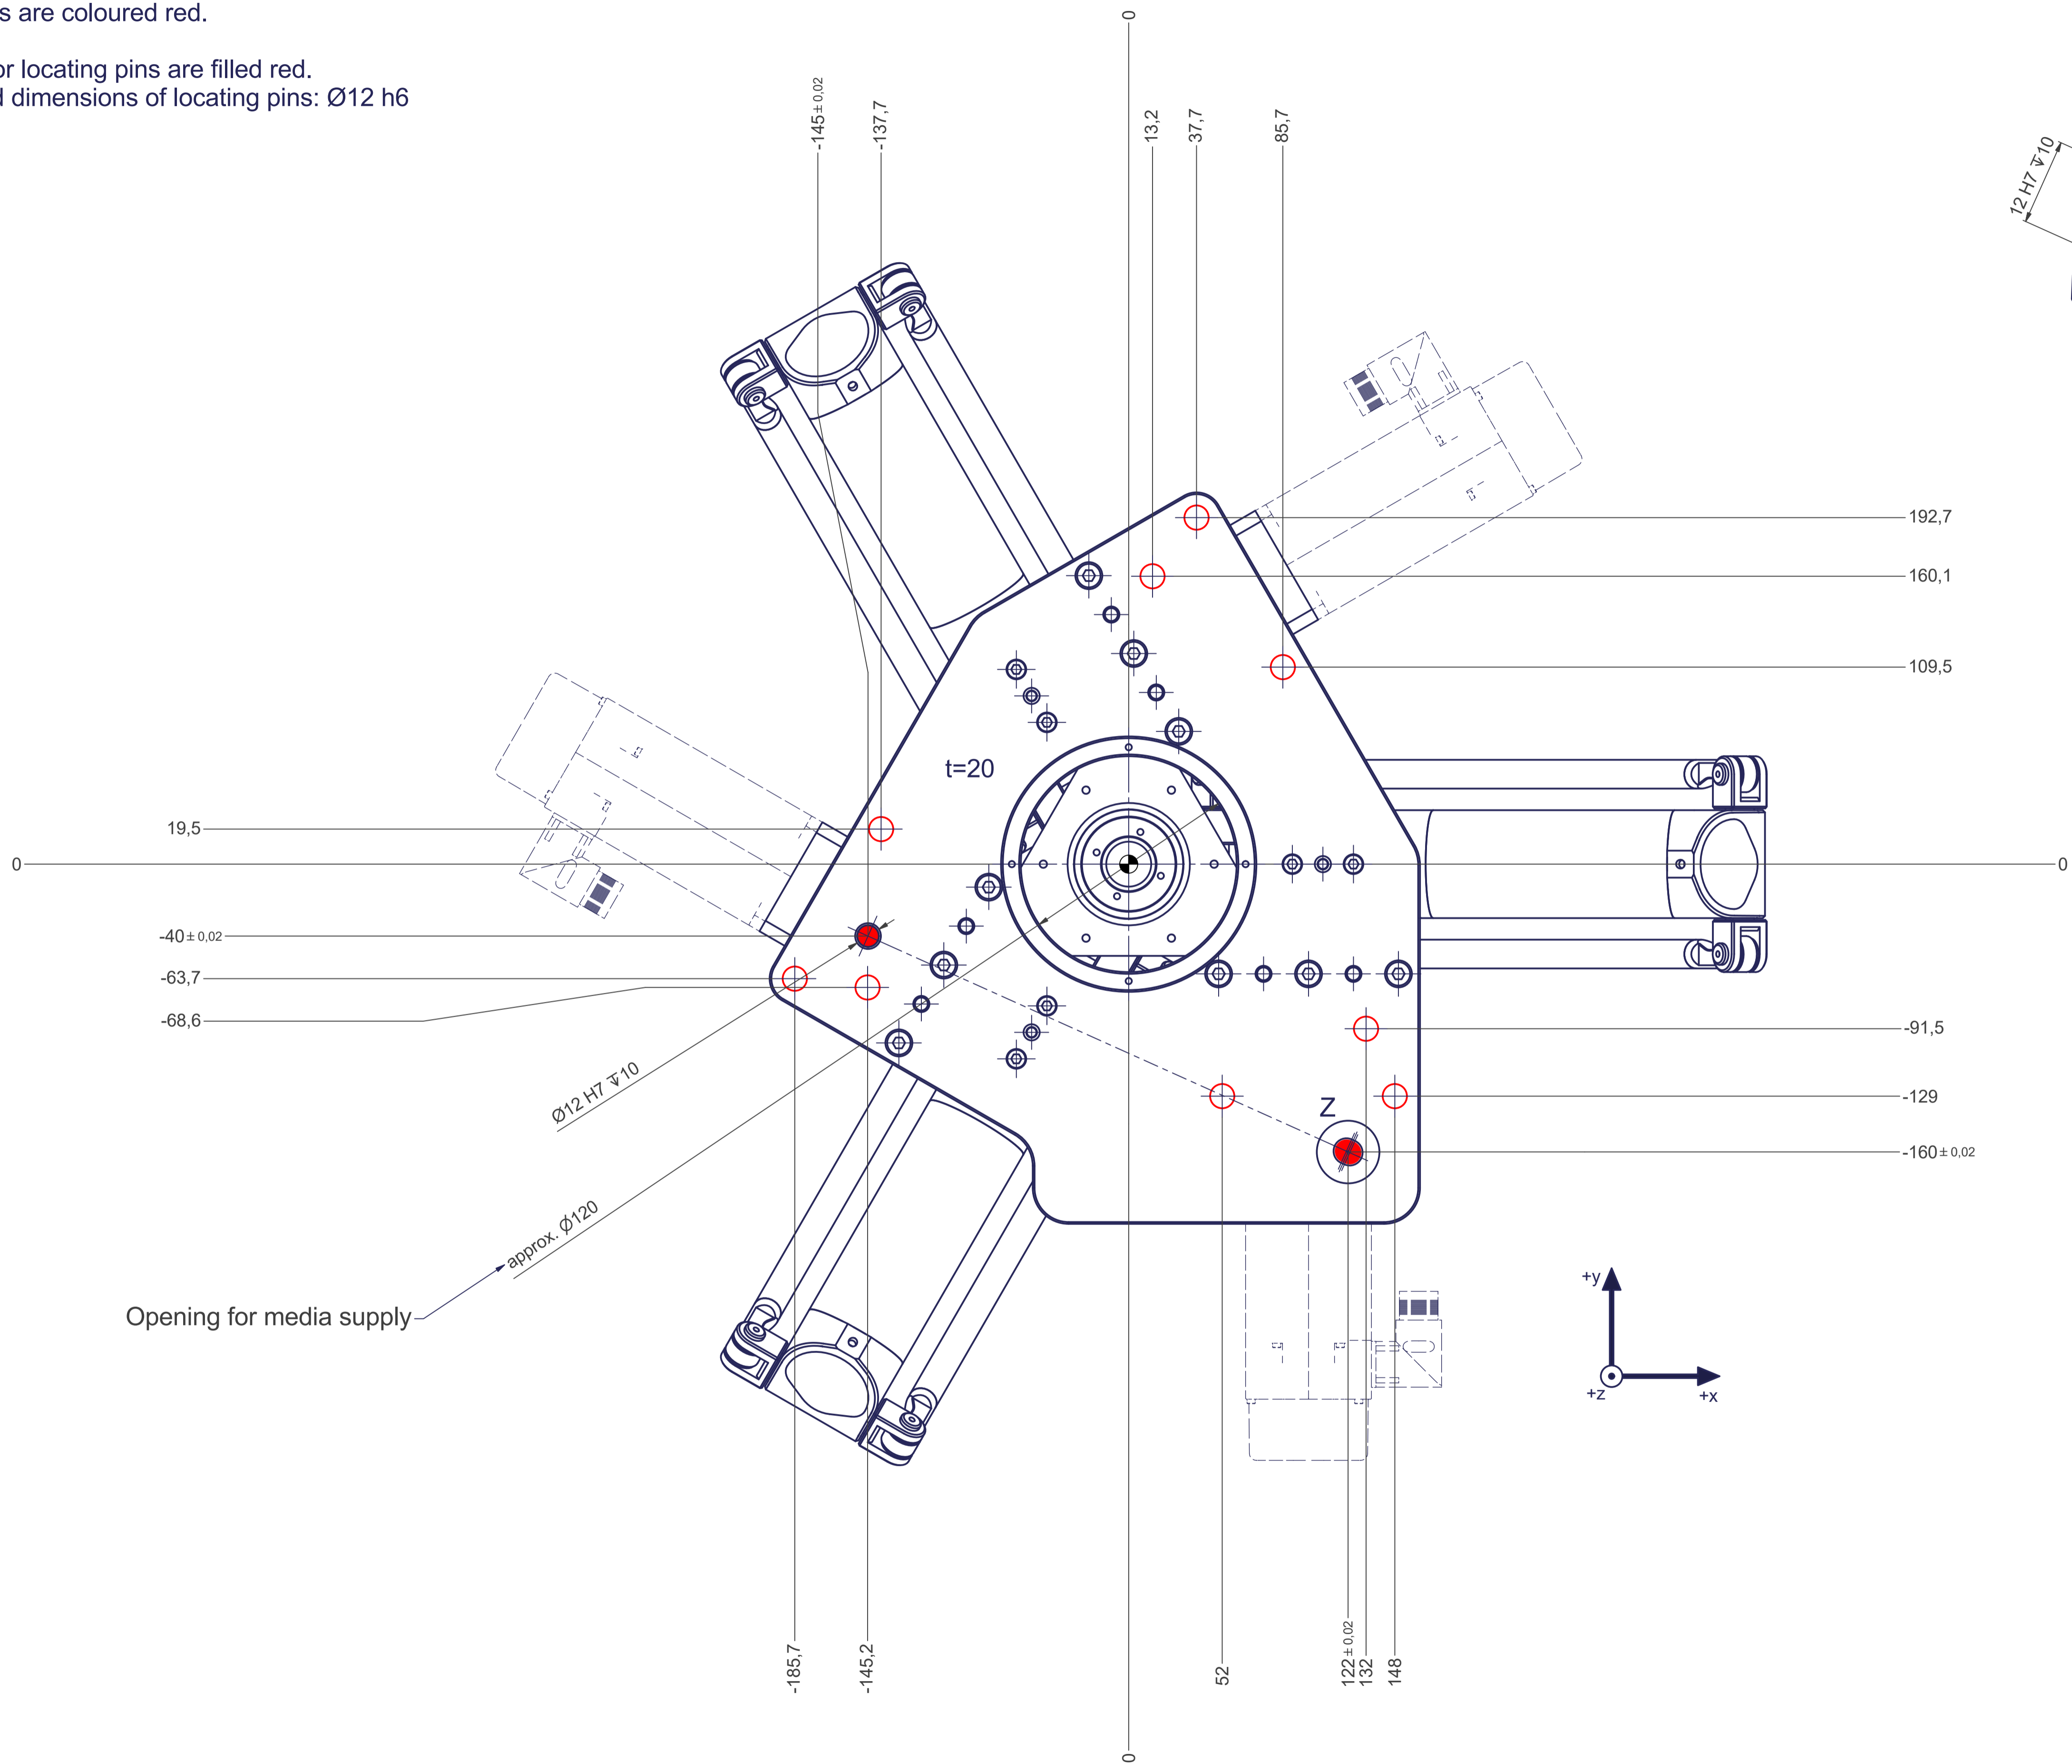 s are coloured red.
or locating pins are filled red.
d dimensions of locating pins: Ø12 h6
0
-145± 0,02
-137,7
13,2
37,7
85,7
12 H7 ↧10
192,7
160,1
109,5
t=20
19,5
0
0
-40± 0,02
-63,7
-68,6
-91,5
Ø12 H7 ↧10
Z
-129
-160± 0,02
approx. Ø120
Opening for media supply
+y
+z
+x
-185,7
-145,2
52
122± 0,02
132
148
0